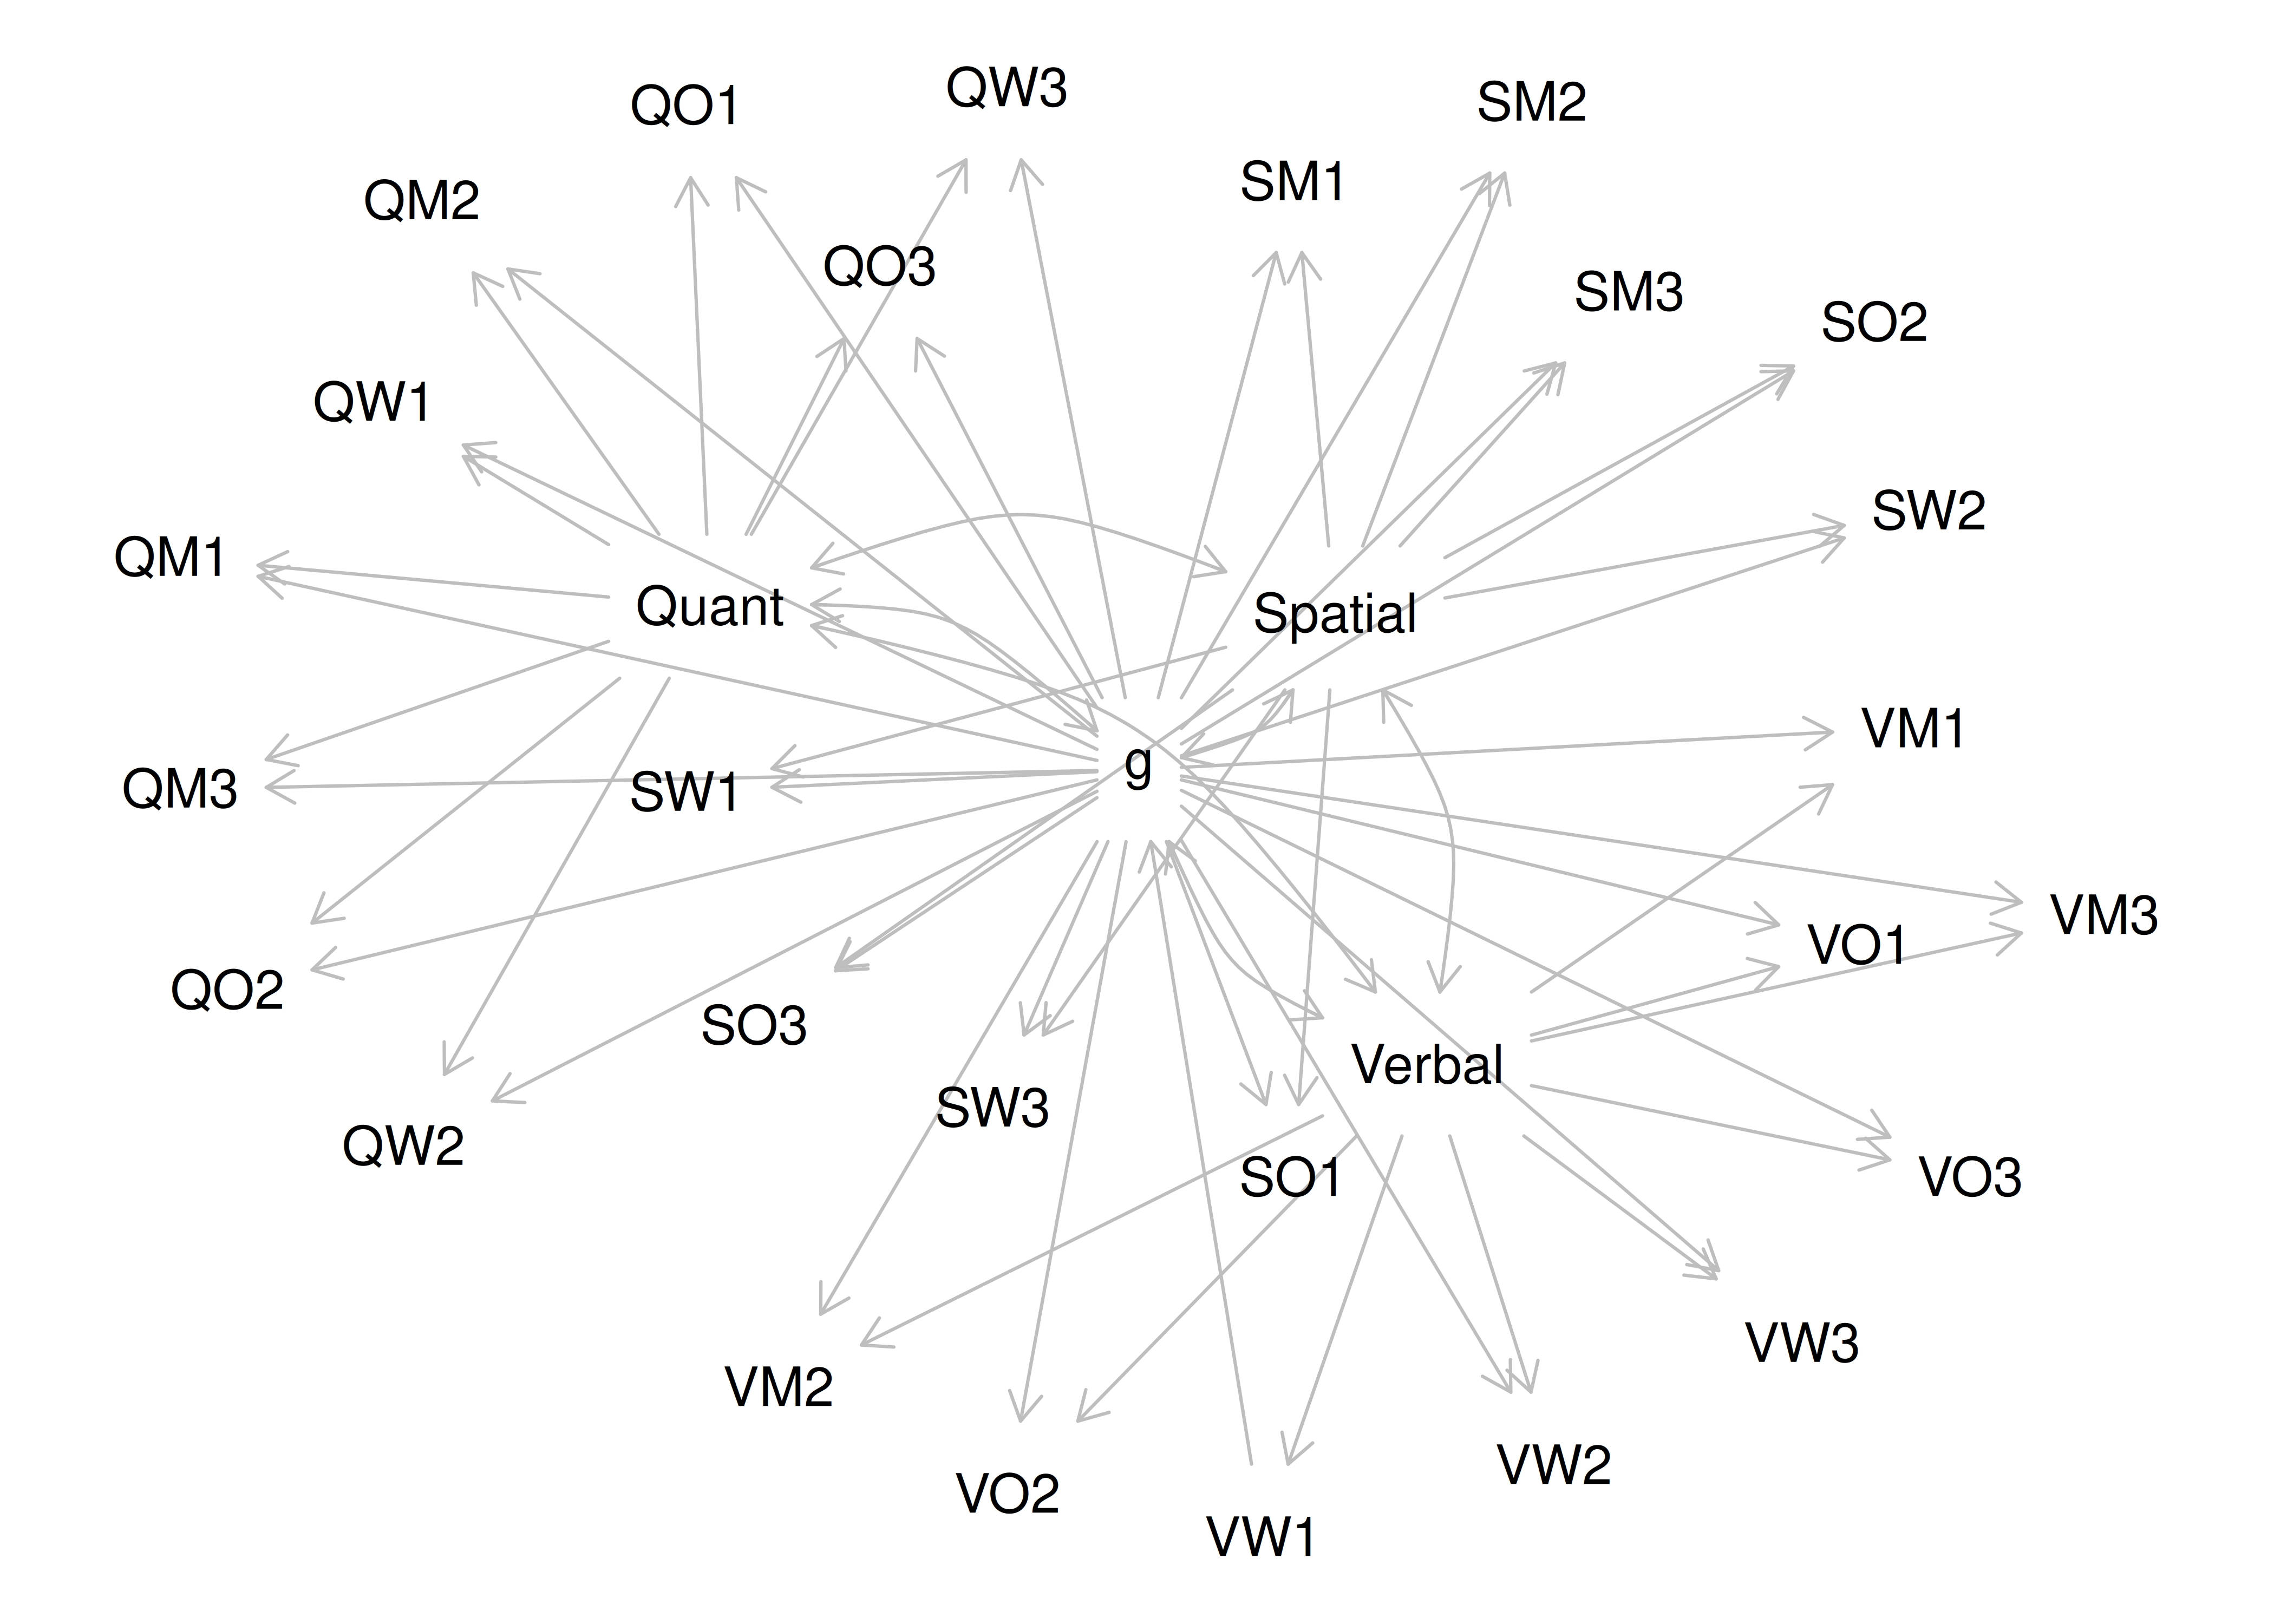 QW3
SM2
QO1
SM1
QM2
QO3
SM3
SO2
QW1
SW2
QM1
Quant
Spatial
VM1
g
QM3
SW1
VM3
VO1
QO2
SO3
Verbal
SW3
QW2
SO1
VO3
VW3
VM2
VW2
VO2
VW1